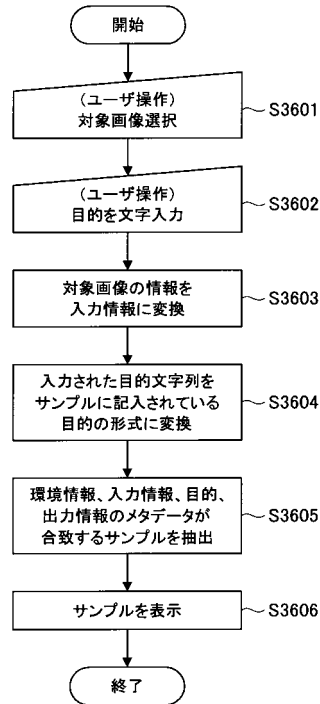 開始
(ユーザ操作)
対象画像選択
S3601
(ユーザ操作)
目的を文字入力
S3602
対象画像の情報を
入力情報に変換
S3603
入力された目的文字列を
サンプルに記入されている
目的の形式に変換
S3604
環境情報、入力情報、目的、
出力情報のメタデータが
合致するサンプルを抽出
S3605
サンプルを表示
S3606
終了